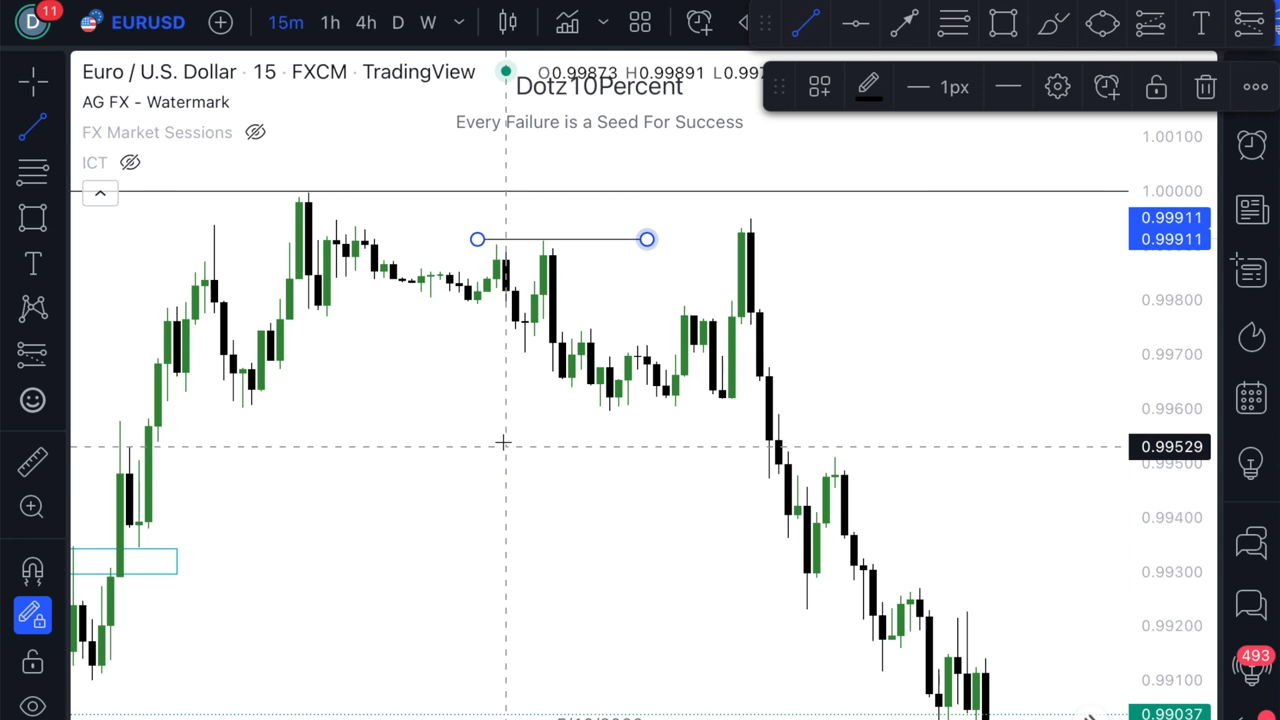 D
11
EURUSD
15m
1h
4h
D
W
T
Euro / U.S. Dollar · 15 · FXCM · TradingView
O0.99873 H0.99891
AG FX - Watermark
Dotz10Percent
FX Market Sessions
Every Failure is a Seed For Success
ICT
1px
T
1.00100
1.00000
0.99911
0.99911
0.99800
0.99700
0.99600
0.99529
0.99500
0.99400
0.99300
0.99200
0.99100
0.99037
493